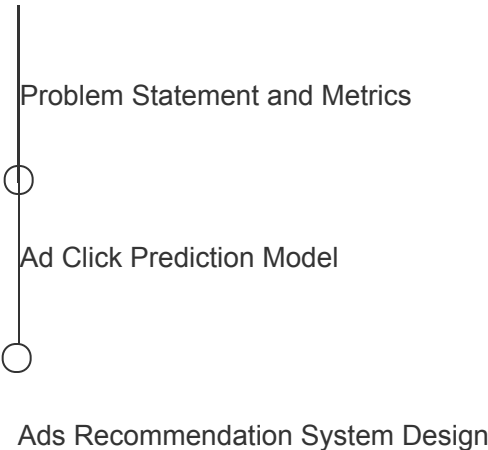 Problem Statement and Metrics
Ad Click Prediction Model
Ads Recommendation System Design